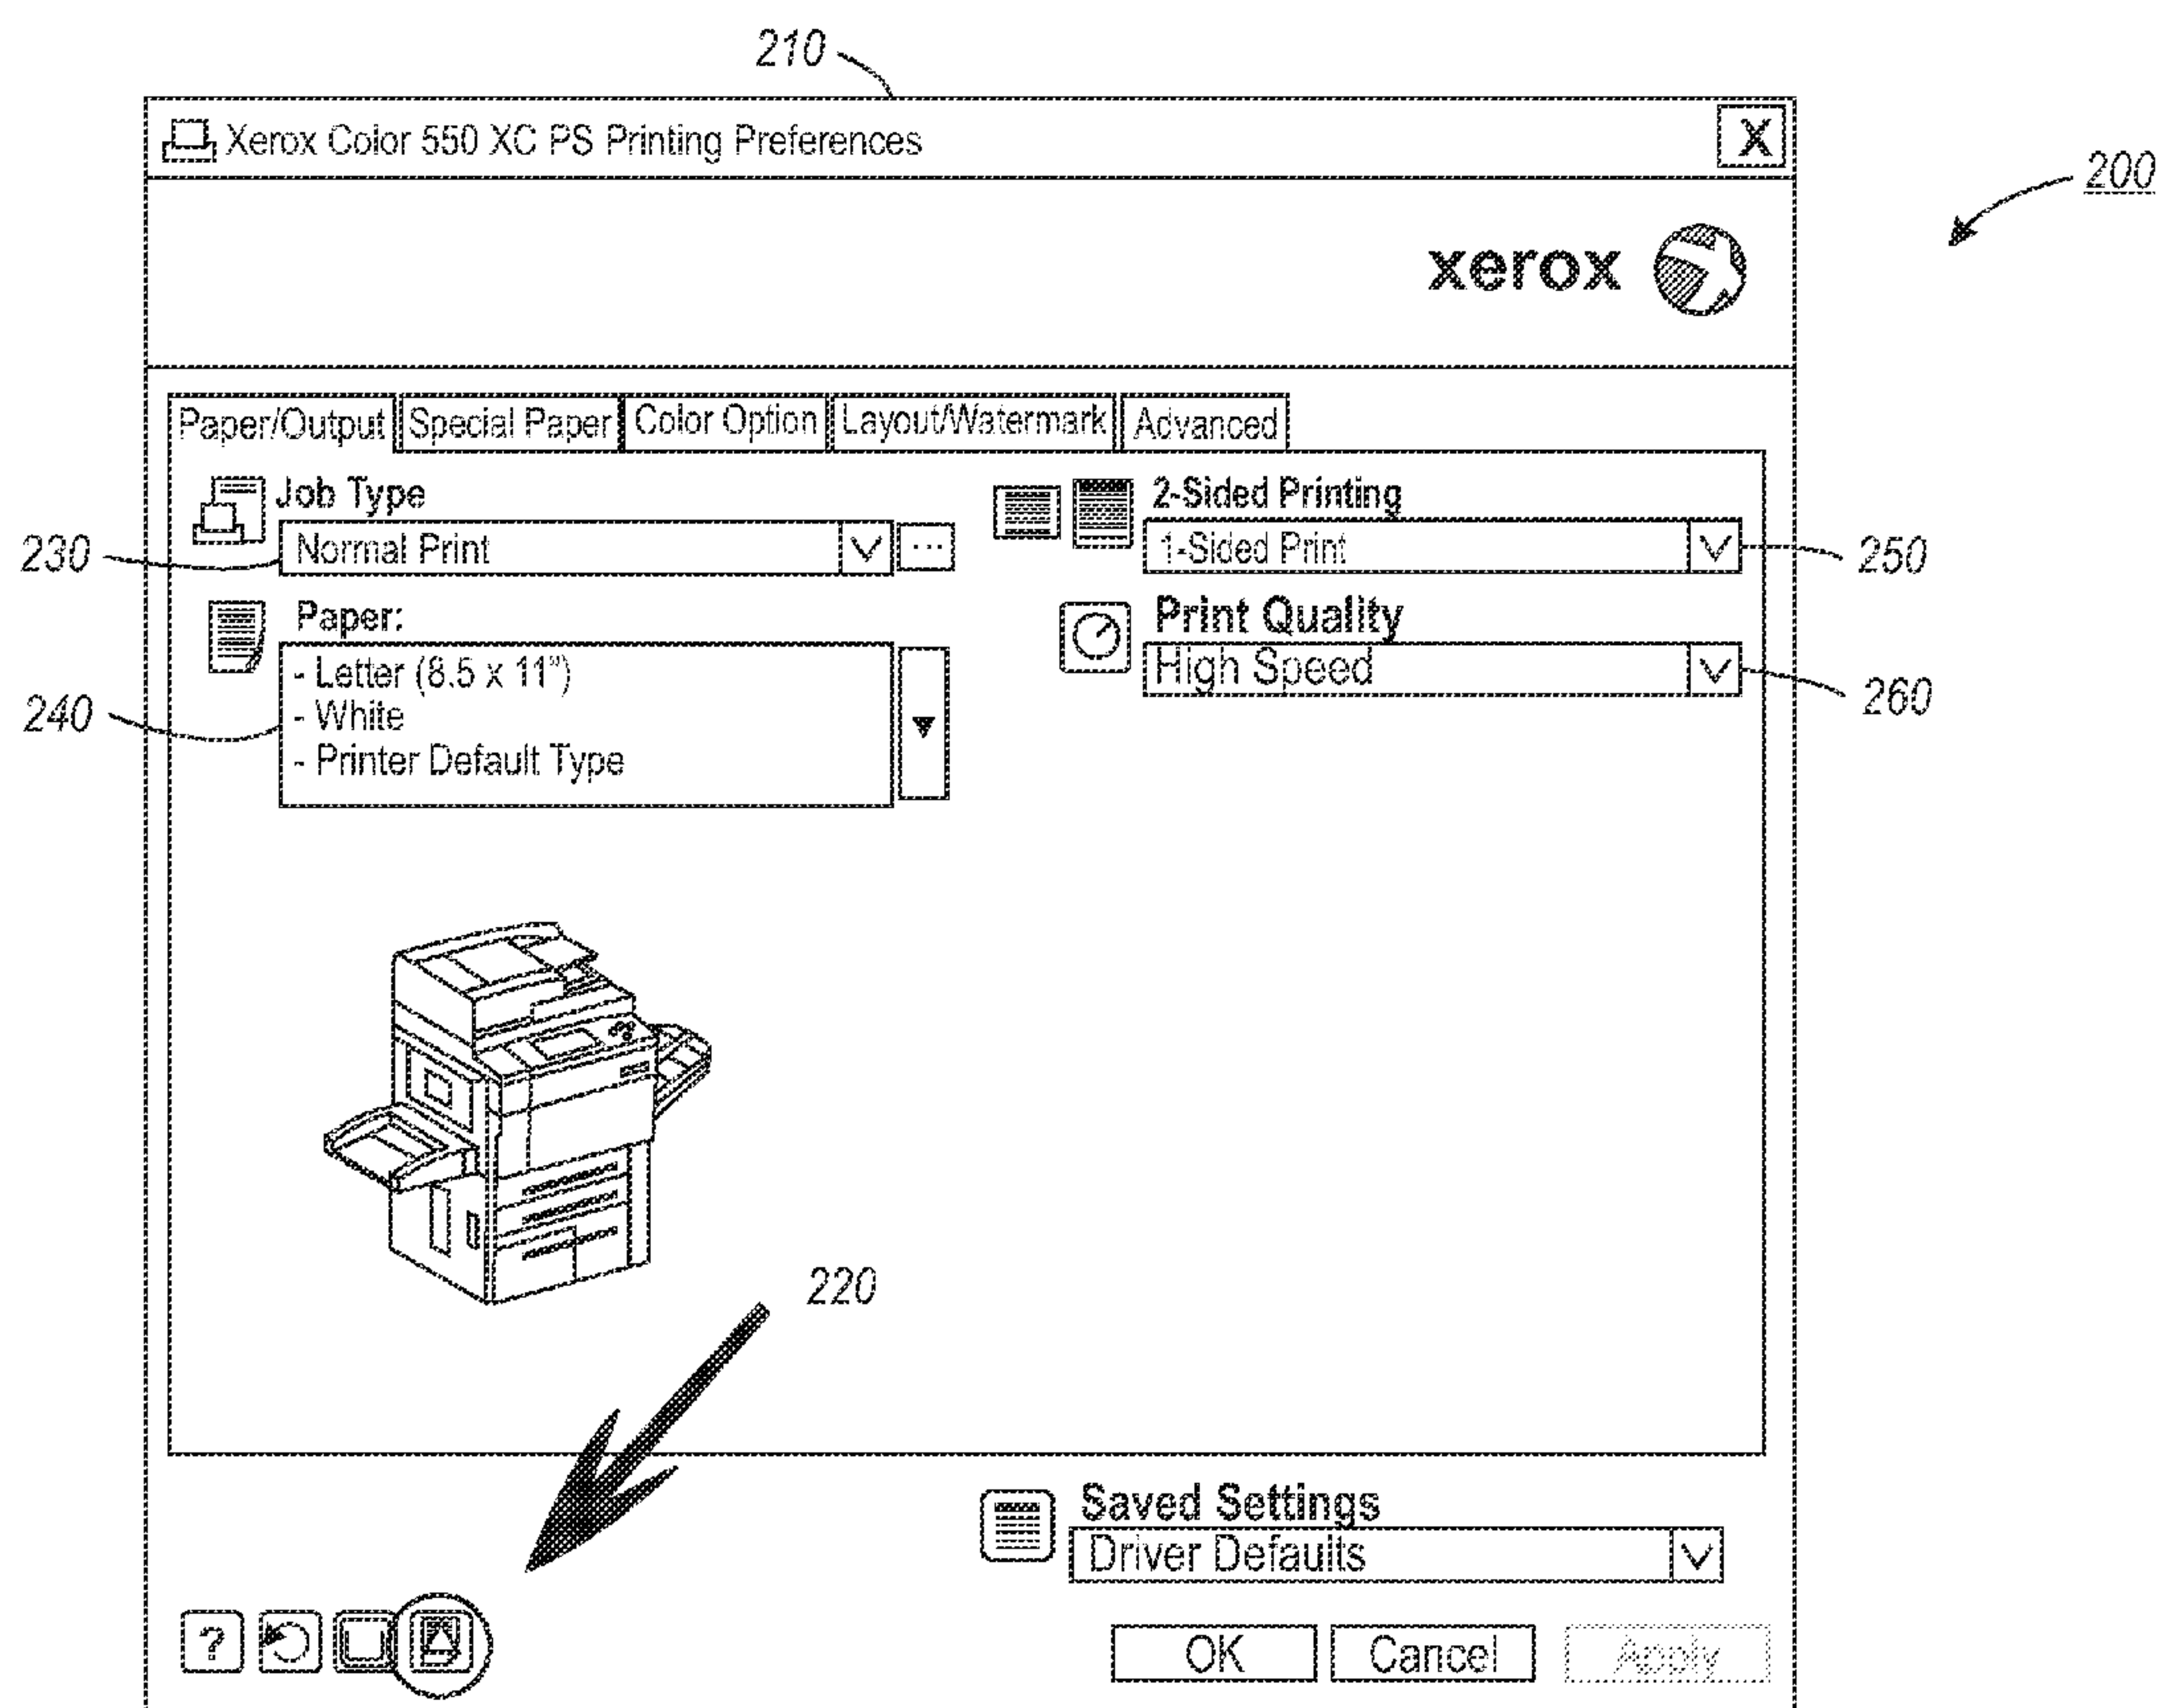 210
Xerox Color 550 XC PS Printing Preferences
X
200
xerox
Paper/Output
Special Paper
Color Option
Layout/Watermark
Advanced
Job Type
Normal Print
...
230
2-Sided Printing
1-Sided Print
250
Paper:
- Letter (8.5 x 11")
- White
- Printer Default Type
240
Print Quality
High Speed
260
220
Saved Settings
Driver Defaults
?
OK
Cancel
Apply